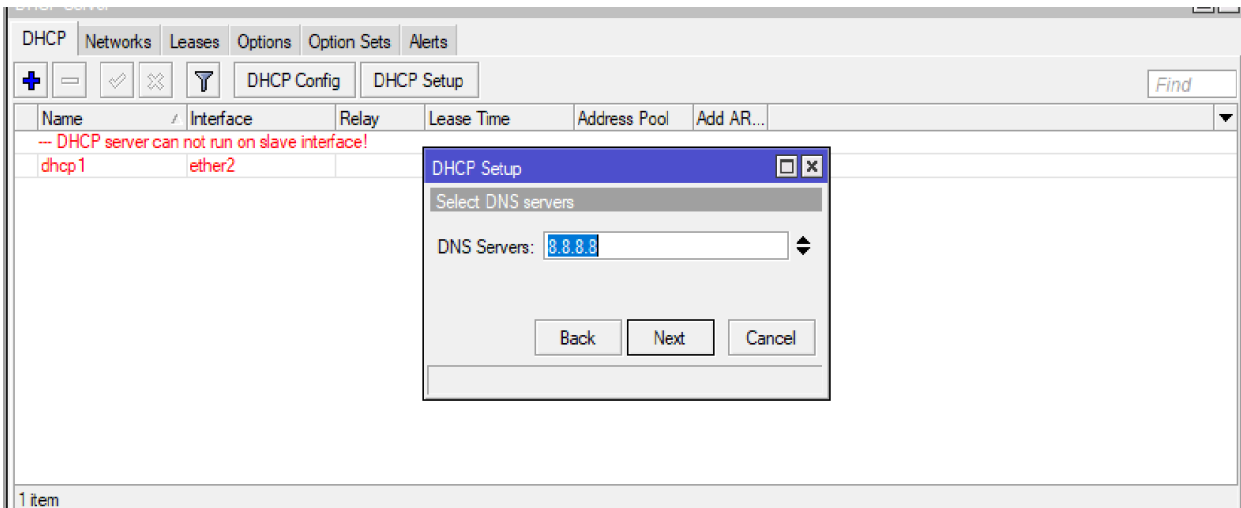 DHCP Server
DHCP Networks Leases Options Option Sets Alerts
DHCP Config DHCP Setup Find
Name Interface Relay Lease Time Address Pool Add AR...
--- DHCP server can not run on slave interface!
dhcp1 ether2
DHCP Setup
Select DNS servers
DNS Servers: 8.8.8.8
Back Next Cancel
1 item